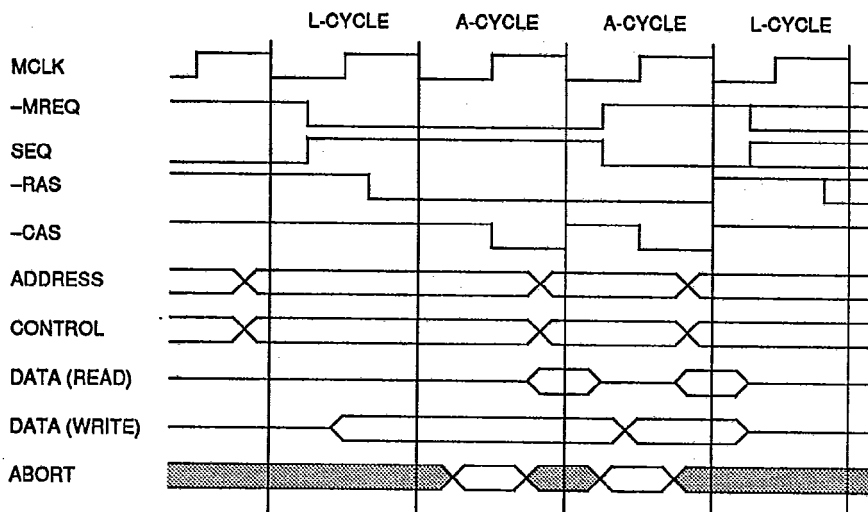 L-CYCLE A-CYCLE A-CYCLE L-CYCLE
MCLK
–MREQ
SEQ
–RAS
–CAS
ADDRESS
CONTROL
DATA (READ)
DATA (WRITE)
ABORT